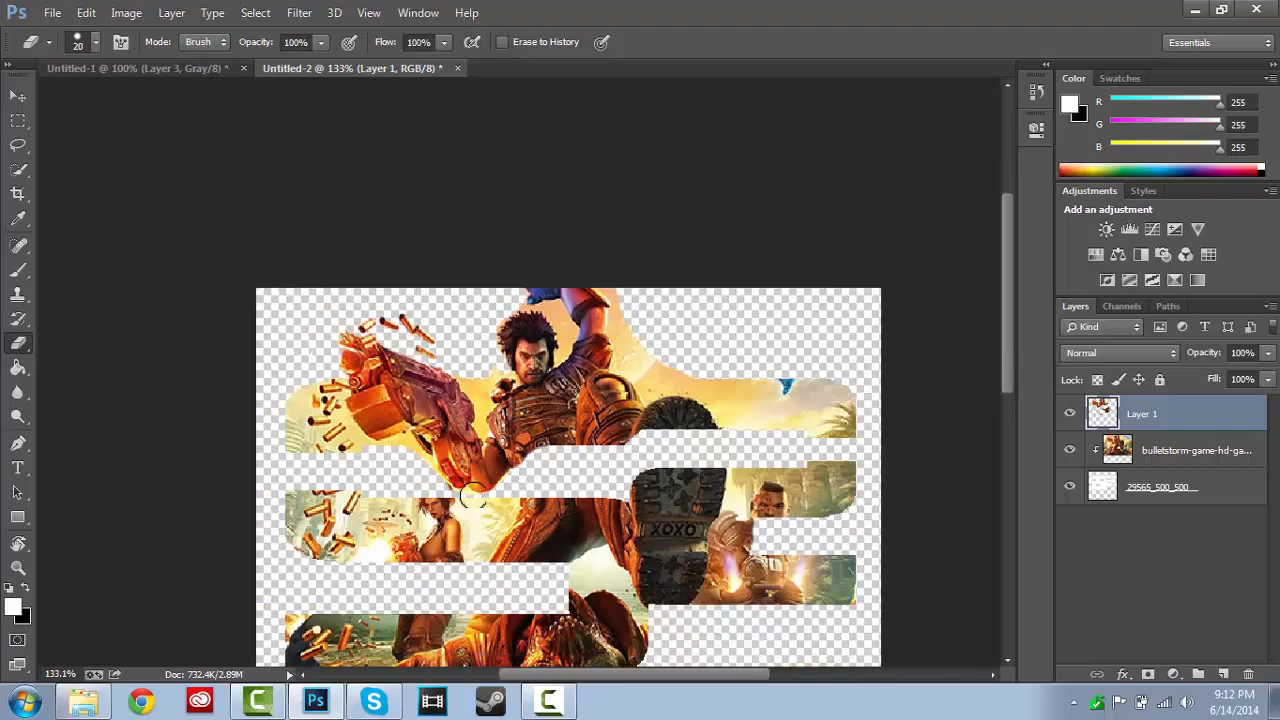 Ps File Edit Image Layer Type Select Filter 3D View Window Help
20 Mode: Brush Opacity: 100% Flow: 100% Erase to History Essentials
Untitled-1 @ 100% (Layer 3, Gray/8) * × Untitled-2 @ 133% (Layer 1, RGB/8) * ×
Color Swatches
R 255
G 255
B 255
Adjustments Styles
Add an adjustment
Layers Channels Paths
Kind
Normal Opacity: 100%
Lock: Fill: 100%
Layer 1
bulletstorm-game-hd-ga...
29565_500_500
XOXO
133.1% Doc: 732.4K/2.89M
Ps
9:12 PM
6/14/2014